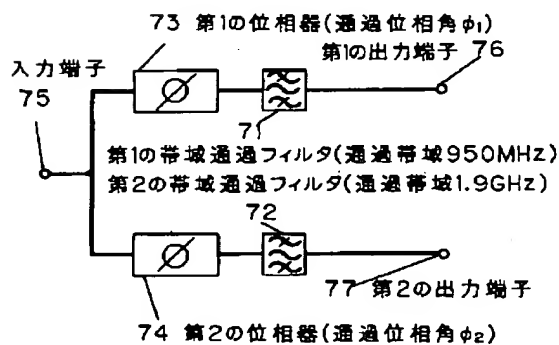 73 第1の位相器(通過位相角φ₁)
第1の出力端子 76
入力端子
75
71
第1の帯域通過フィルタ(通過帯域950MHz)
第2の帯域通過フィルタ(通過帯域1.9GHz)
72
77 第2の出力端子
74 第2の位相器(通過位相角φ₂)